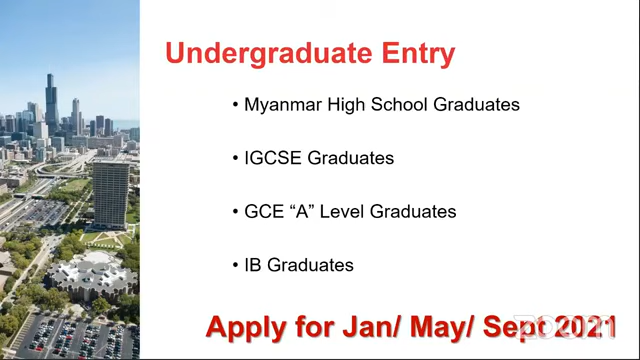 Undergraduate Entry
• Myanmar High School Graduates
• IGCSE Graduates
• GCE “A” Level Graduates
• IB Graduates
Apply for Jan/ May/ Sept 2021
zoom